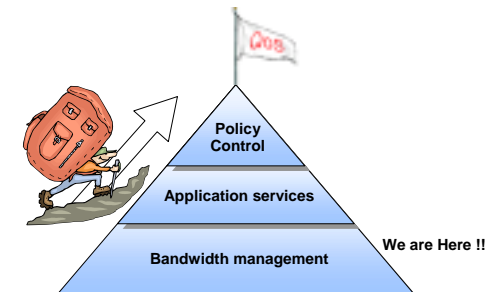 QoS
Policy
Control
Application services
We are Here !!
Bandwidth management